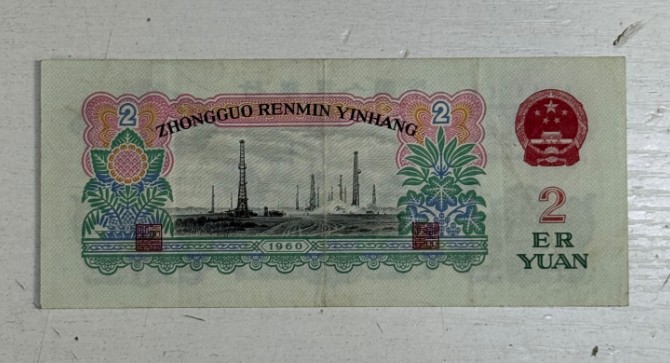 2 2
ZHONGGUO RENMIN YINHANG
1960
2
ER
YUAN